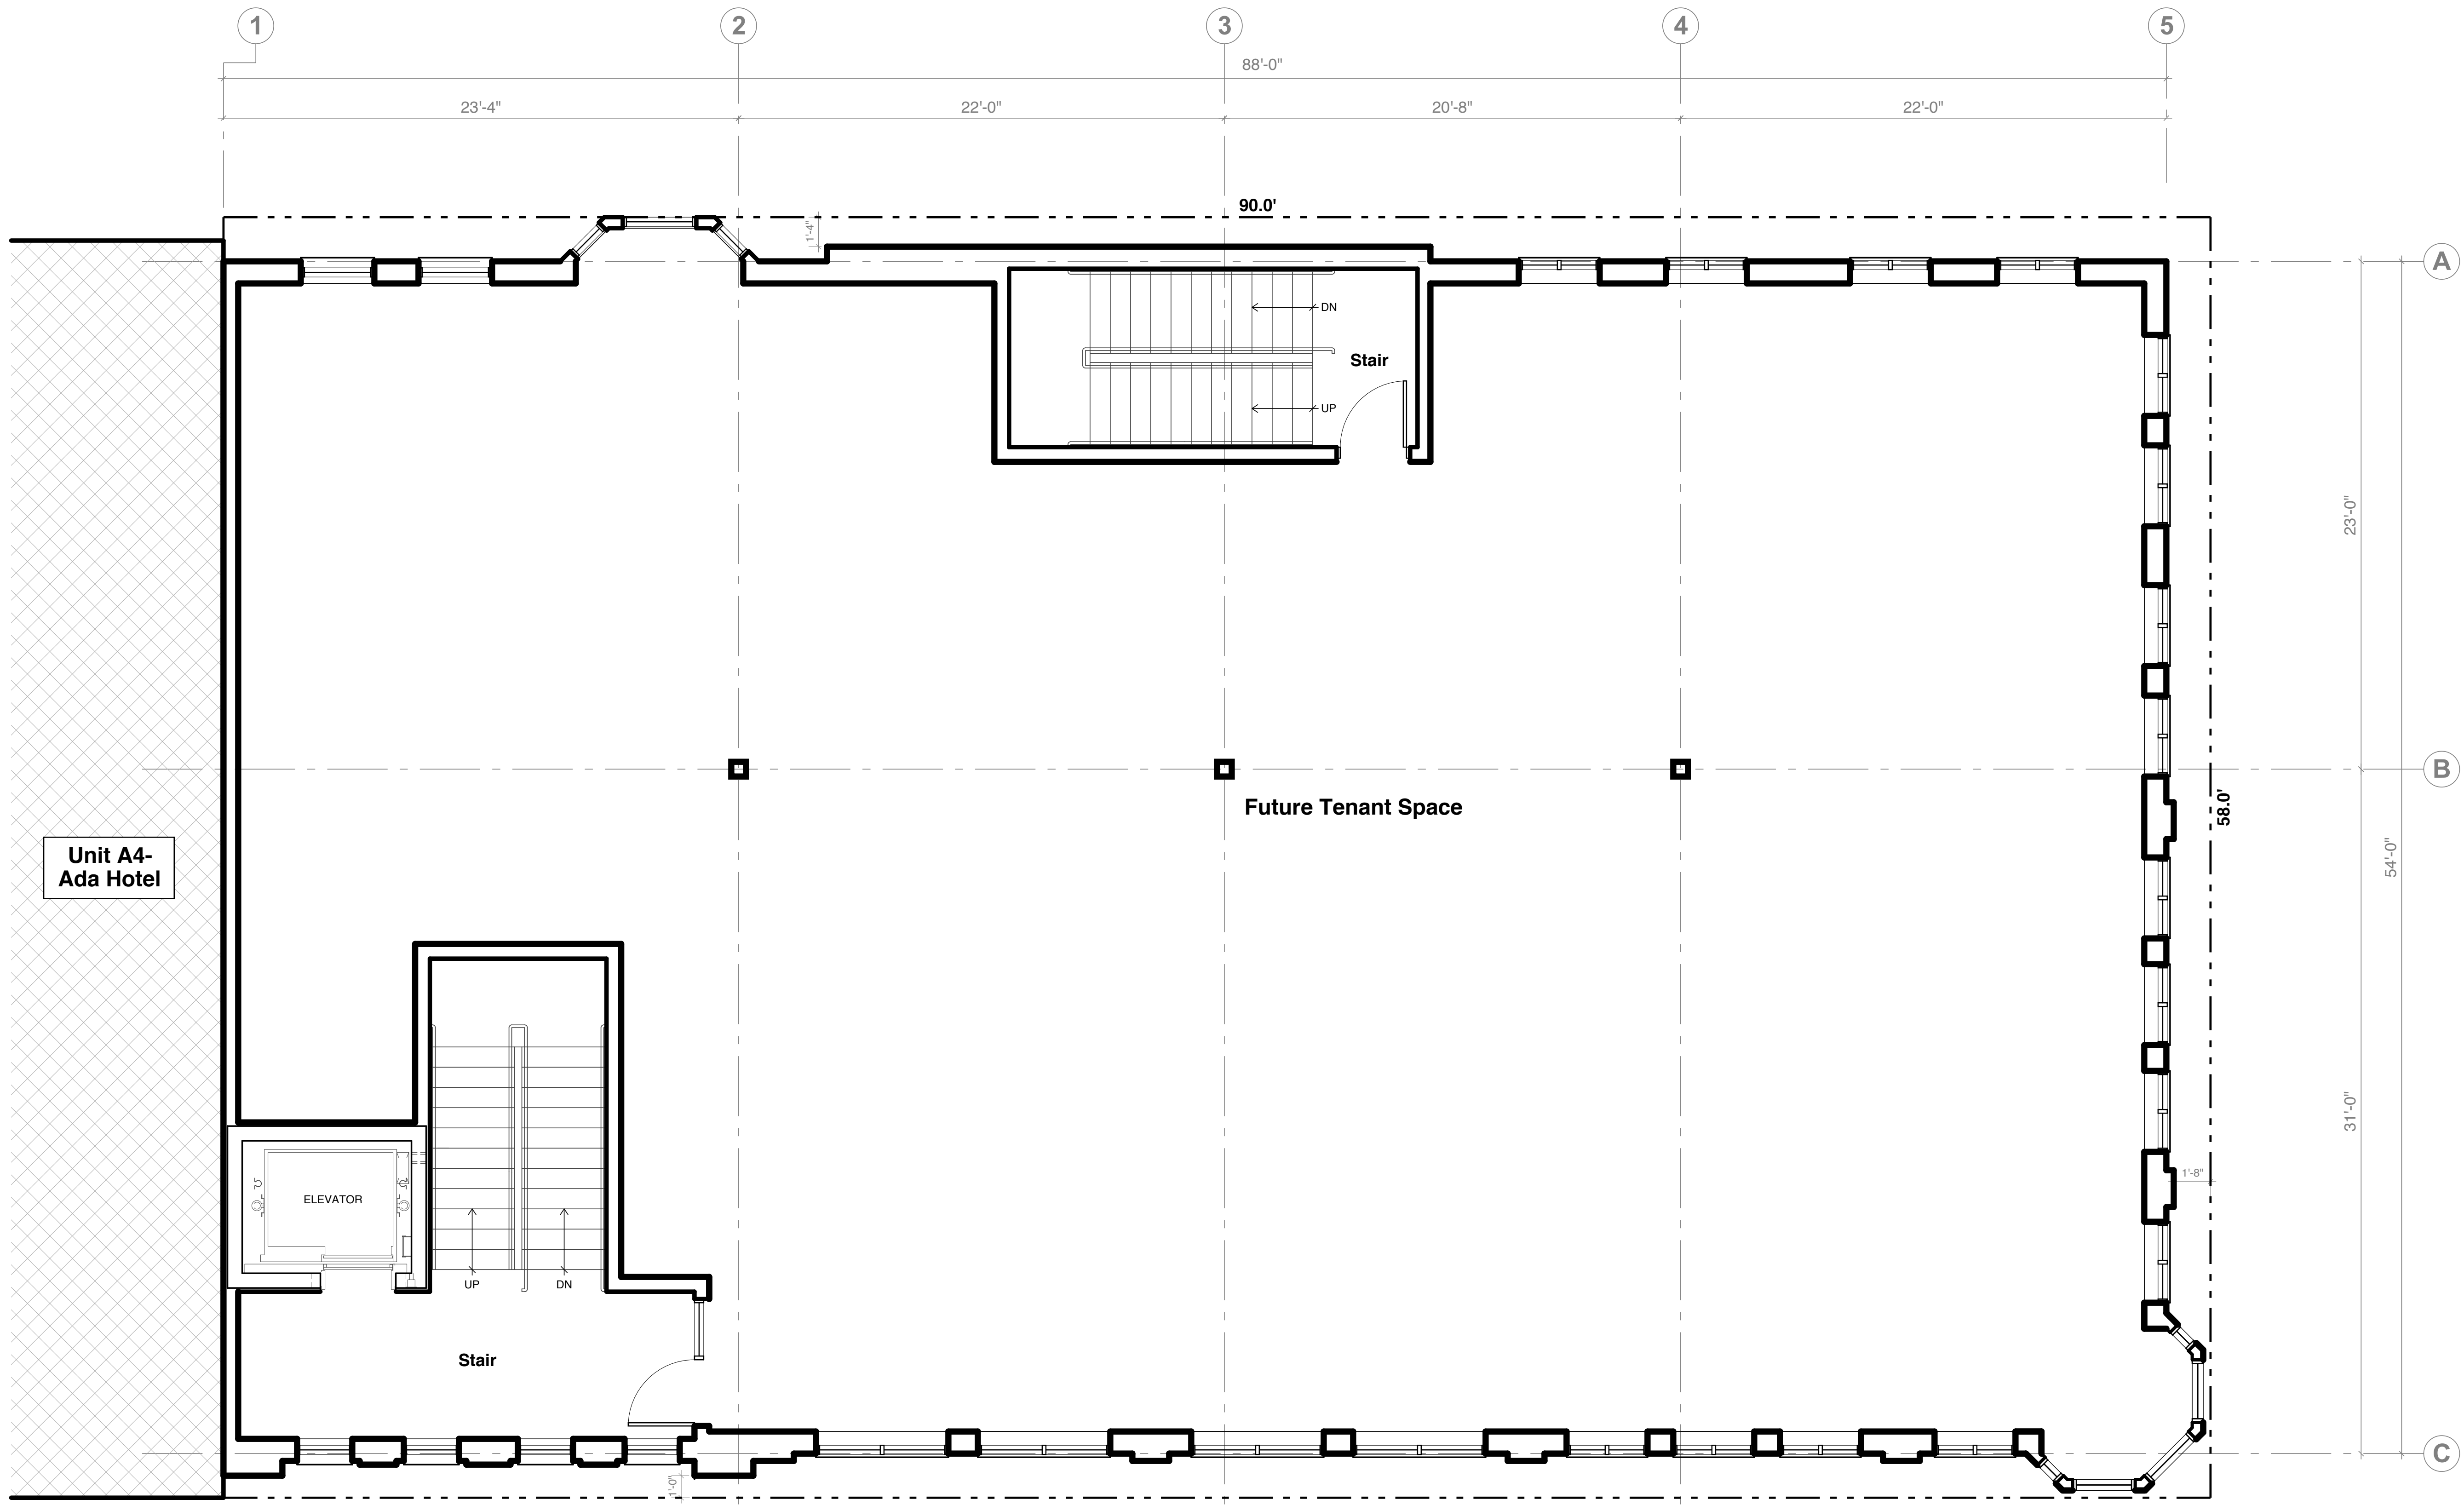 1
2
3
4
5
88'-0"
23'-4"
22'-0"
20'-8"
22'-0"
90.0'
1'-4"
A
DN
Stair
UP
23'-0"
B
Future Tenant Space
58.0'
54'-0"
Unit A4-
Ada Hotel
31'-0"
1'-8"
ELEVATOR
UP
DN
Stair
C
1'-0"